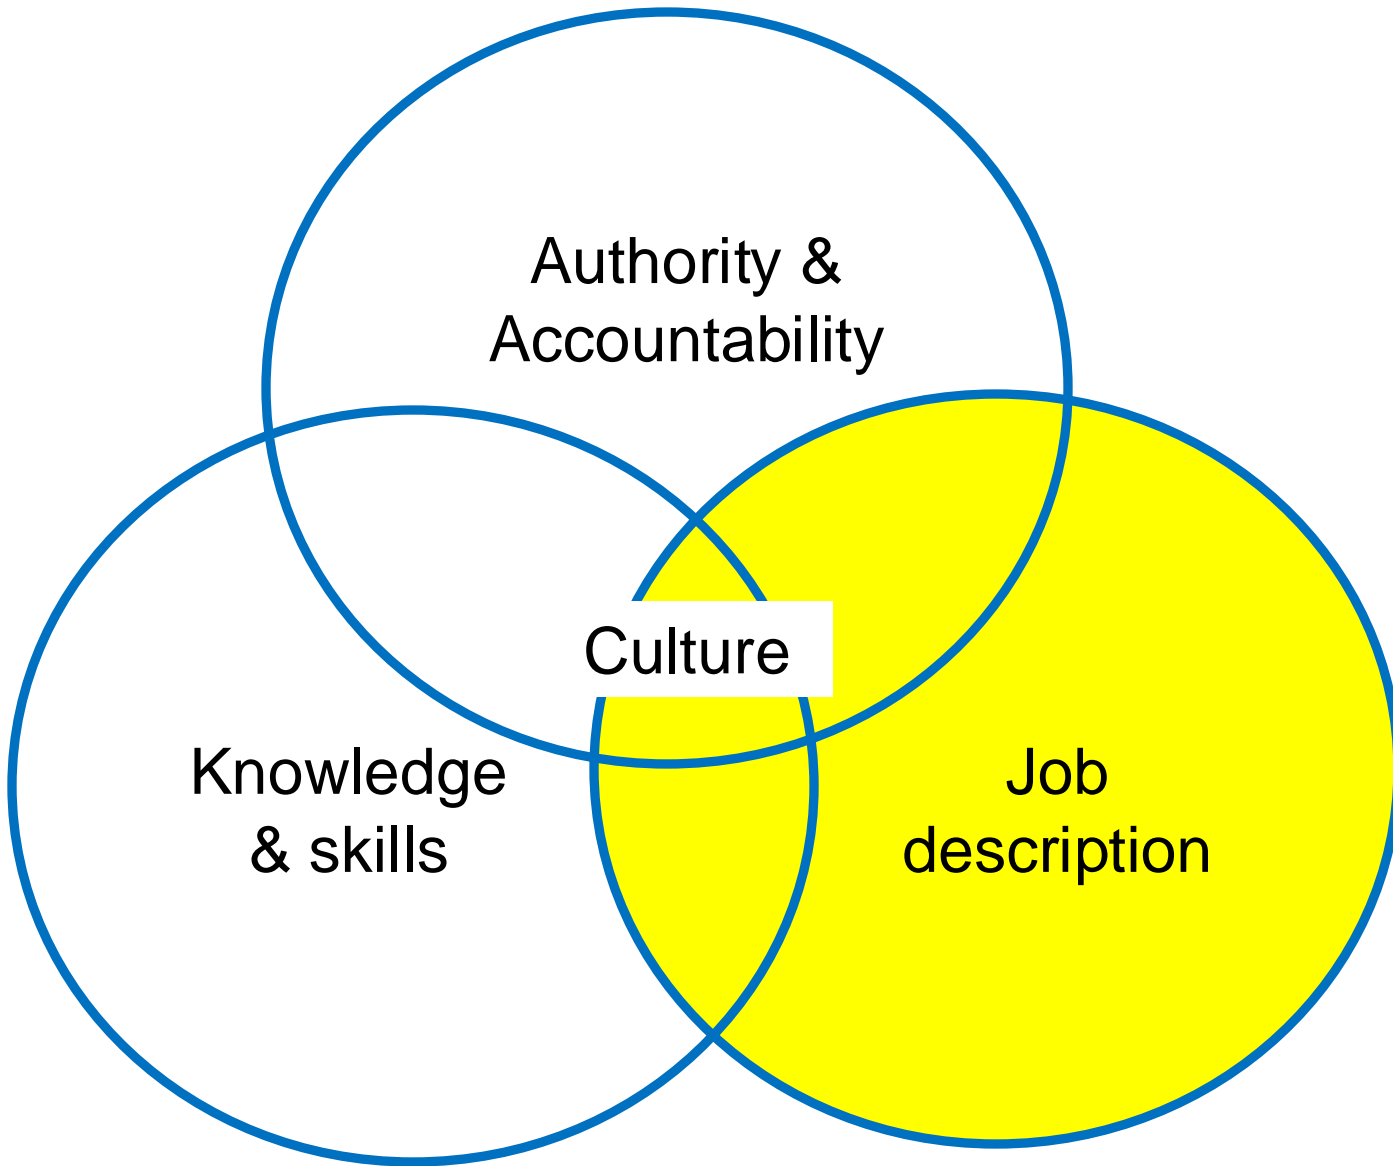 Authority &
Accountability
Culture
Knowledge
& skills
Job
description